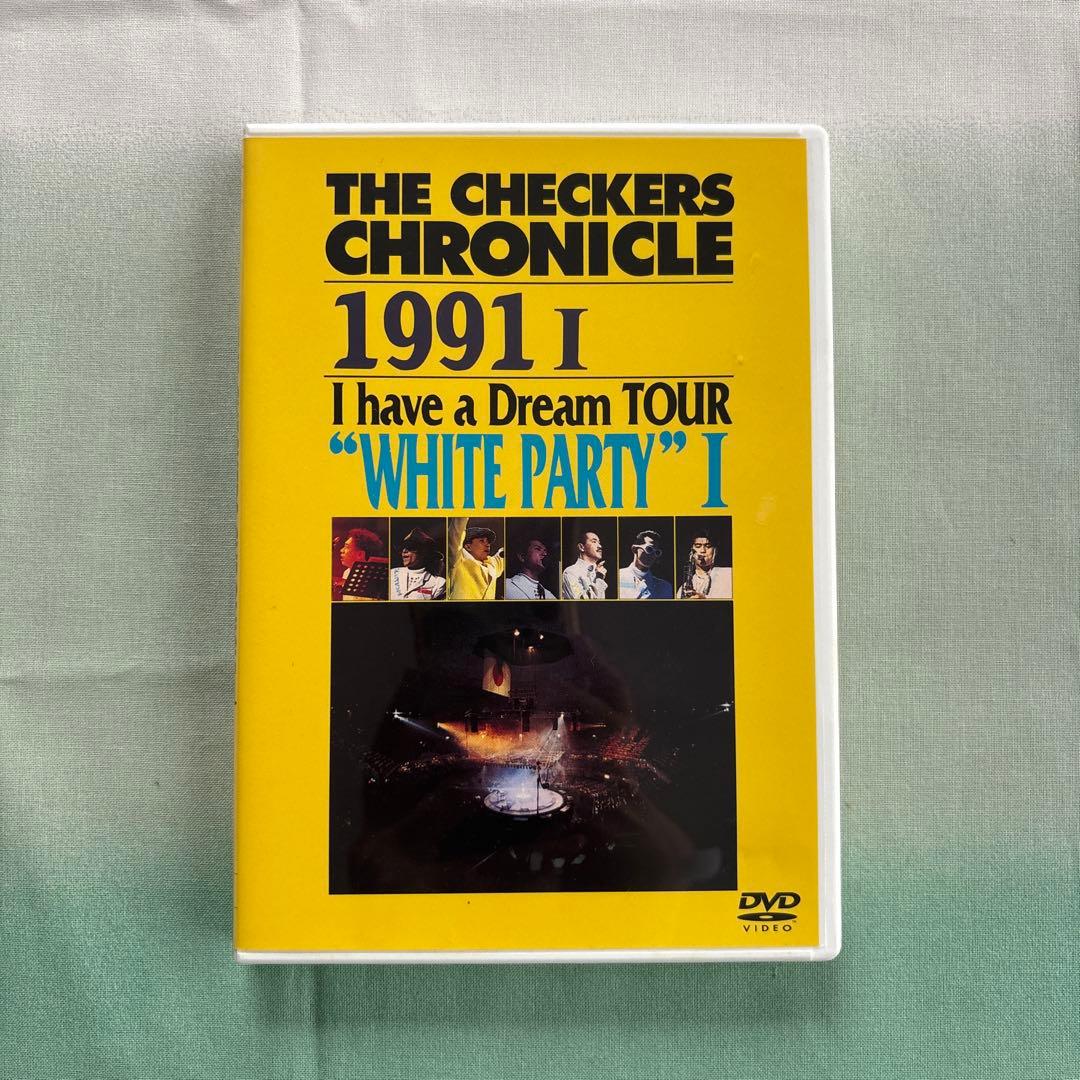 THE CHECKERS
CHRONICLE
1991 I
I have a Dream TOUR
“WHITE PARTY” I
DVD
VIDEO